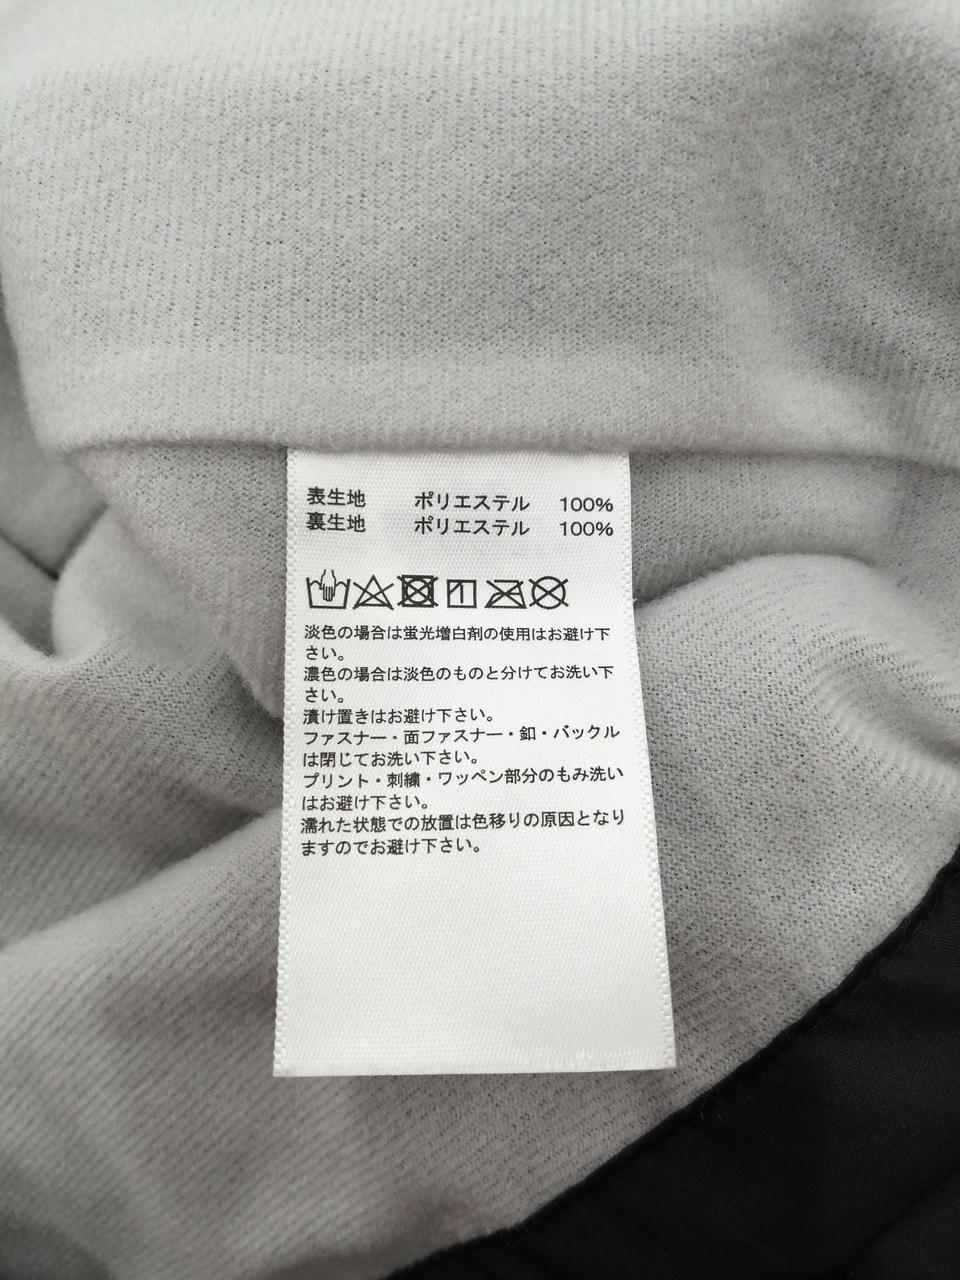 表生地 ポリエステル 100%
裏生地 ポリエステル 100%
淡色の場合は蛍光増白剤の使用はお避け下
さい。
濃色の場合は淡色のものと分けてお洗い下
さい。
漬け置きはお避け下さい。
ファスナー・面ファスナー・釦・バックル
は閉じてお洗い下さい。
プリント・刺繍・ワッペン部分のもみ洗い
はお避け下さい。
濡れた状態での放置は色移りの原因となり
ますのでお避け下さい。